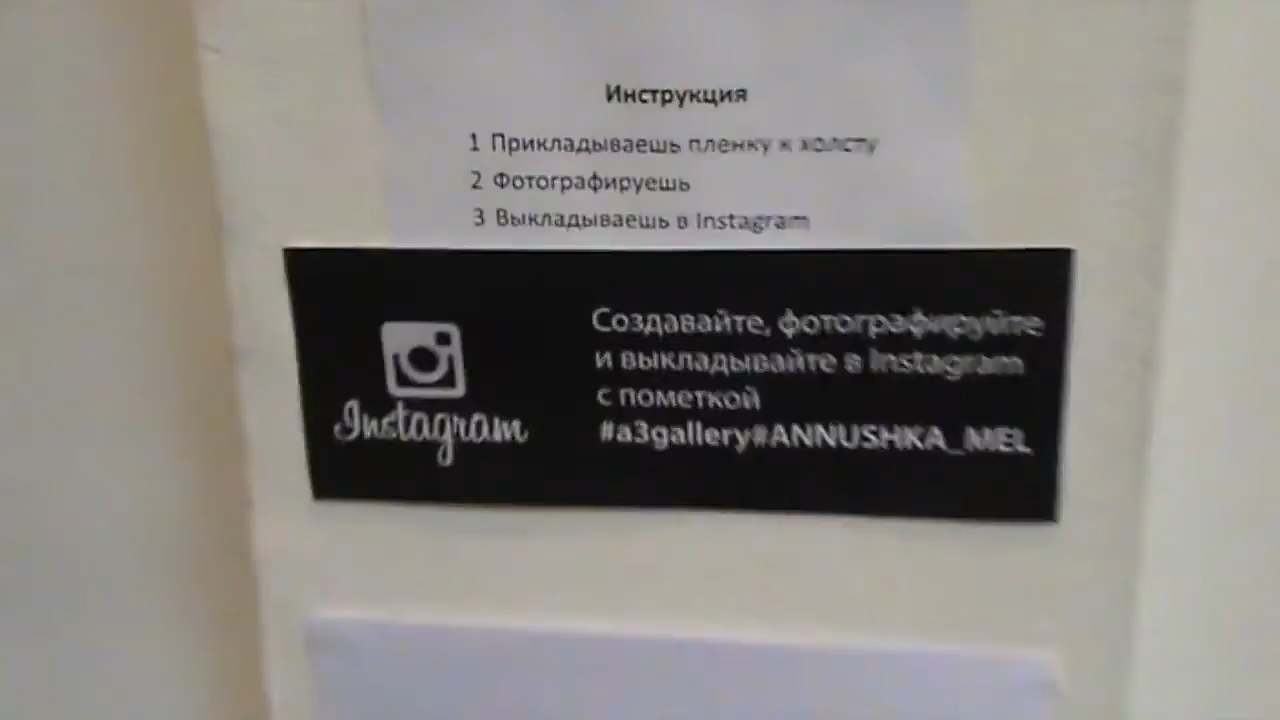 Инструкция
1 Прикладываешь пленку к холсту
2 Фотографируешь
3 Выкладываешь в Instagram
Instagram
Создавайте, фотографируйте
и выкладывайте в Instagram
с пометкой
#a3gallery#ANNUSHKA_MEL